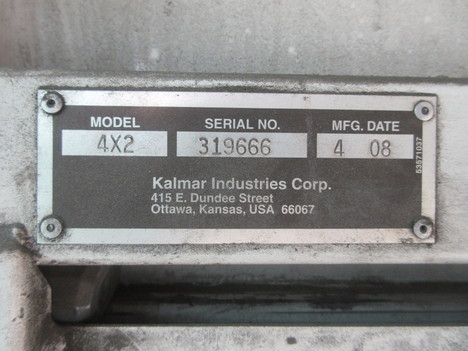 MODEL SERIAL NO. MFG. DATE
4X2 319666 4 08
53571037
Kalmar Industries Corp.
415 E. Dundee Street
Ottawa, Kansas, USA 66067